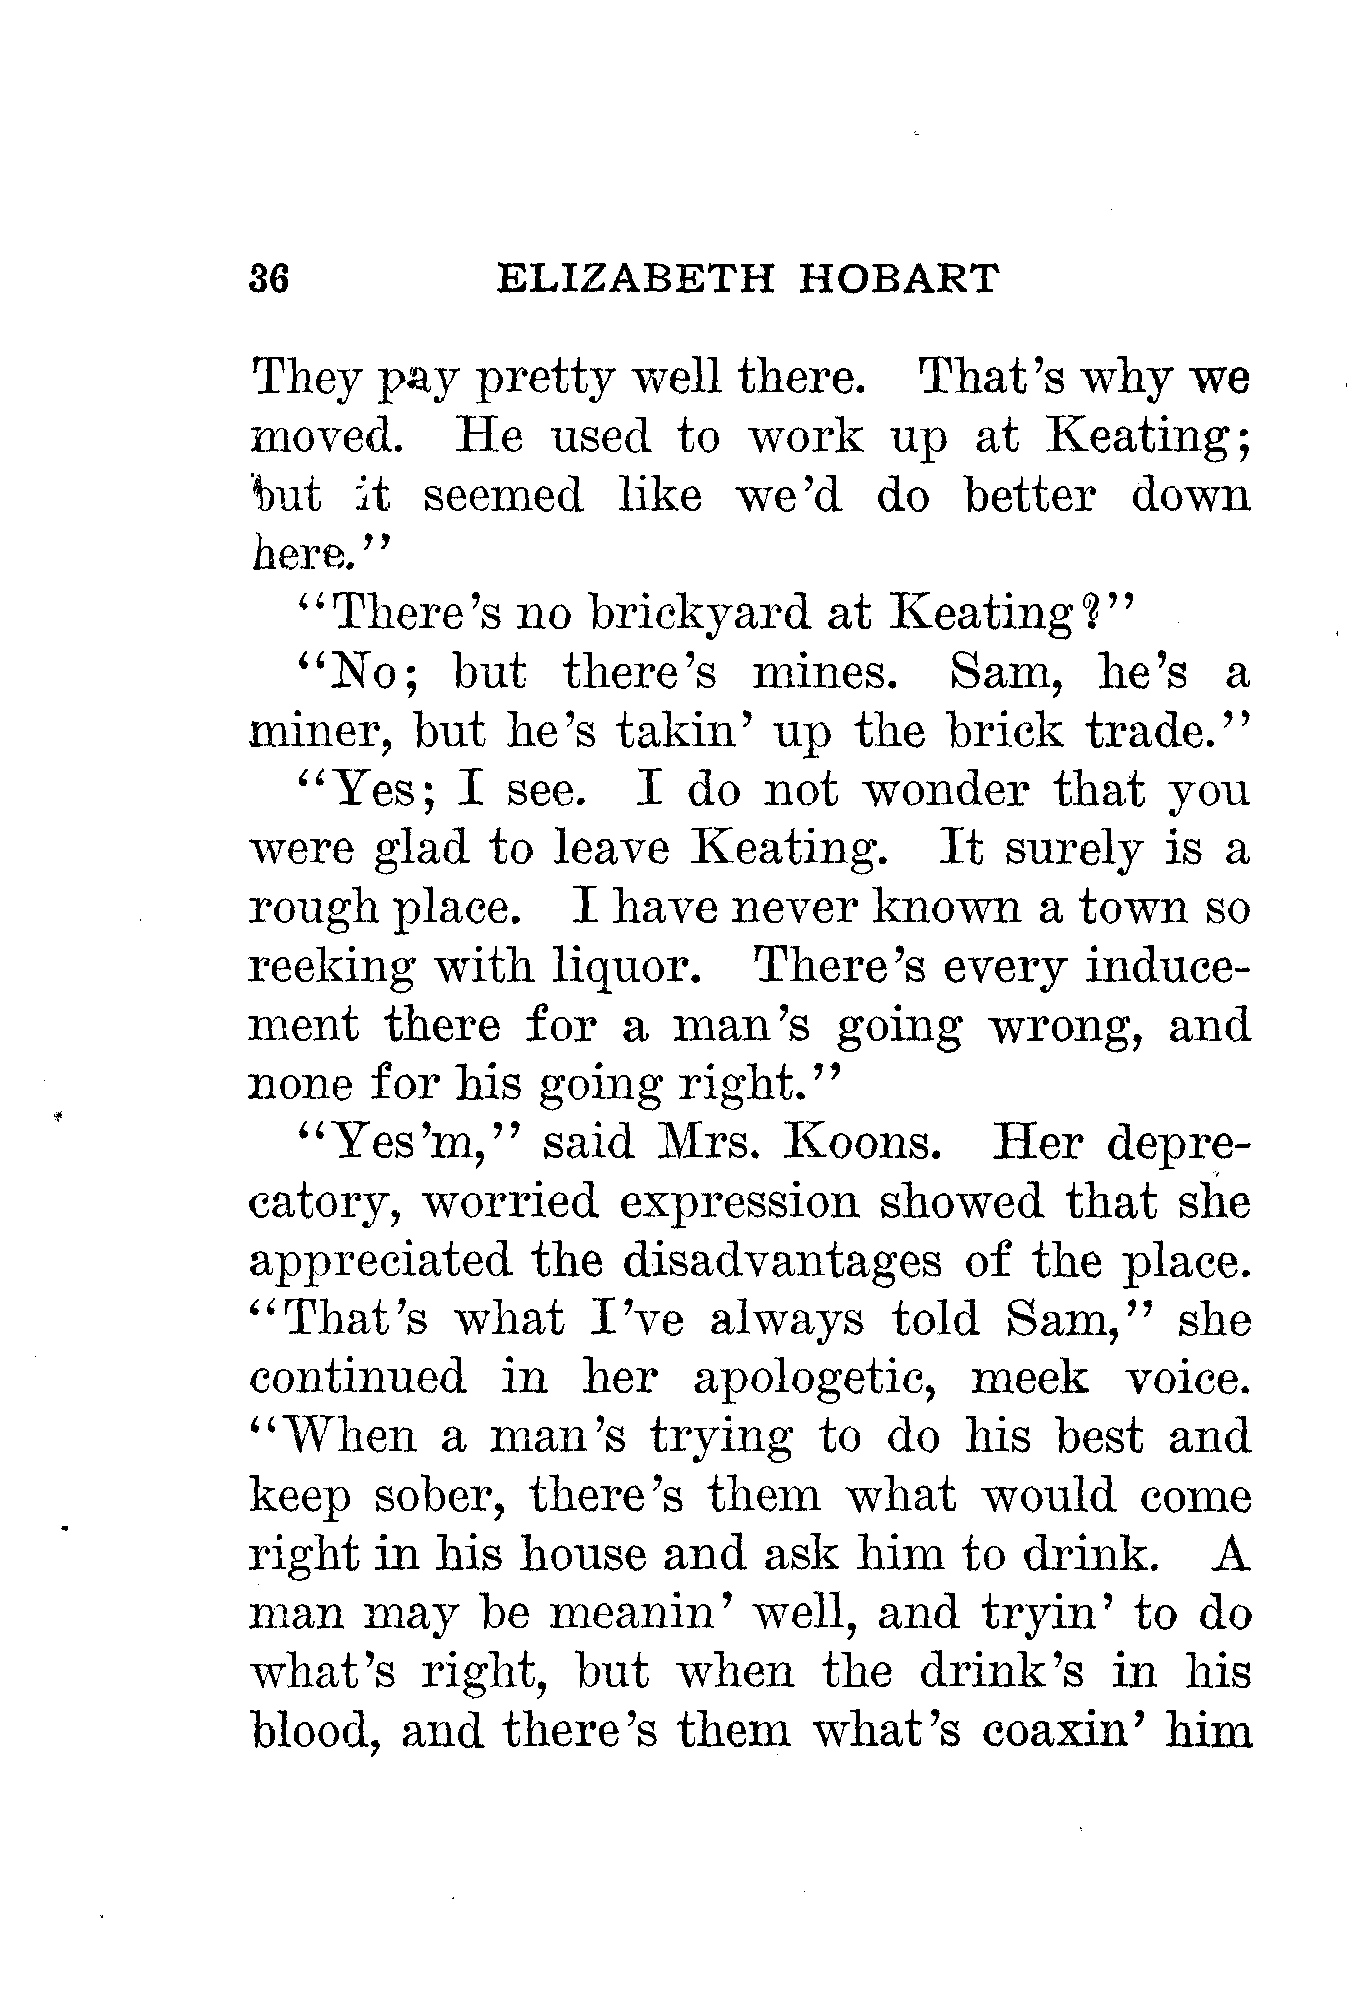 36 ELIZABETH HOBART
They pay pretty well there. That's why we
moved. He used to work up at Keating;
but it seemed like we'd do better down
here."
"There's no brickyard at Keating?"
"No; but there's mines. Sam, he's a
miner, but he's takin' up the brick trade."
"Yes; I see. I do not wonder that you
were glad to leave Keating. It surely is a
rough place. I have never known a town so
reeking with liquor. There's every induce-
ment there for a man's going wrong, and
none for his going right."
"Yes'm," said Mrs. Koons. Her depre-
catory, worried expression showed that she
appreciated the disadvantages of the place.
"That's what I've always told Sam," she
continued in her apologetic, meek voice.
"When a man's trying to do his best and
keep sober, there's them what would come
right in his house and ask him to drink. A
man may be meanin' well, and tryin' to do
what's right, but when the drink's in his
blood, and there's them what's coaxin' him